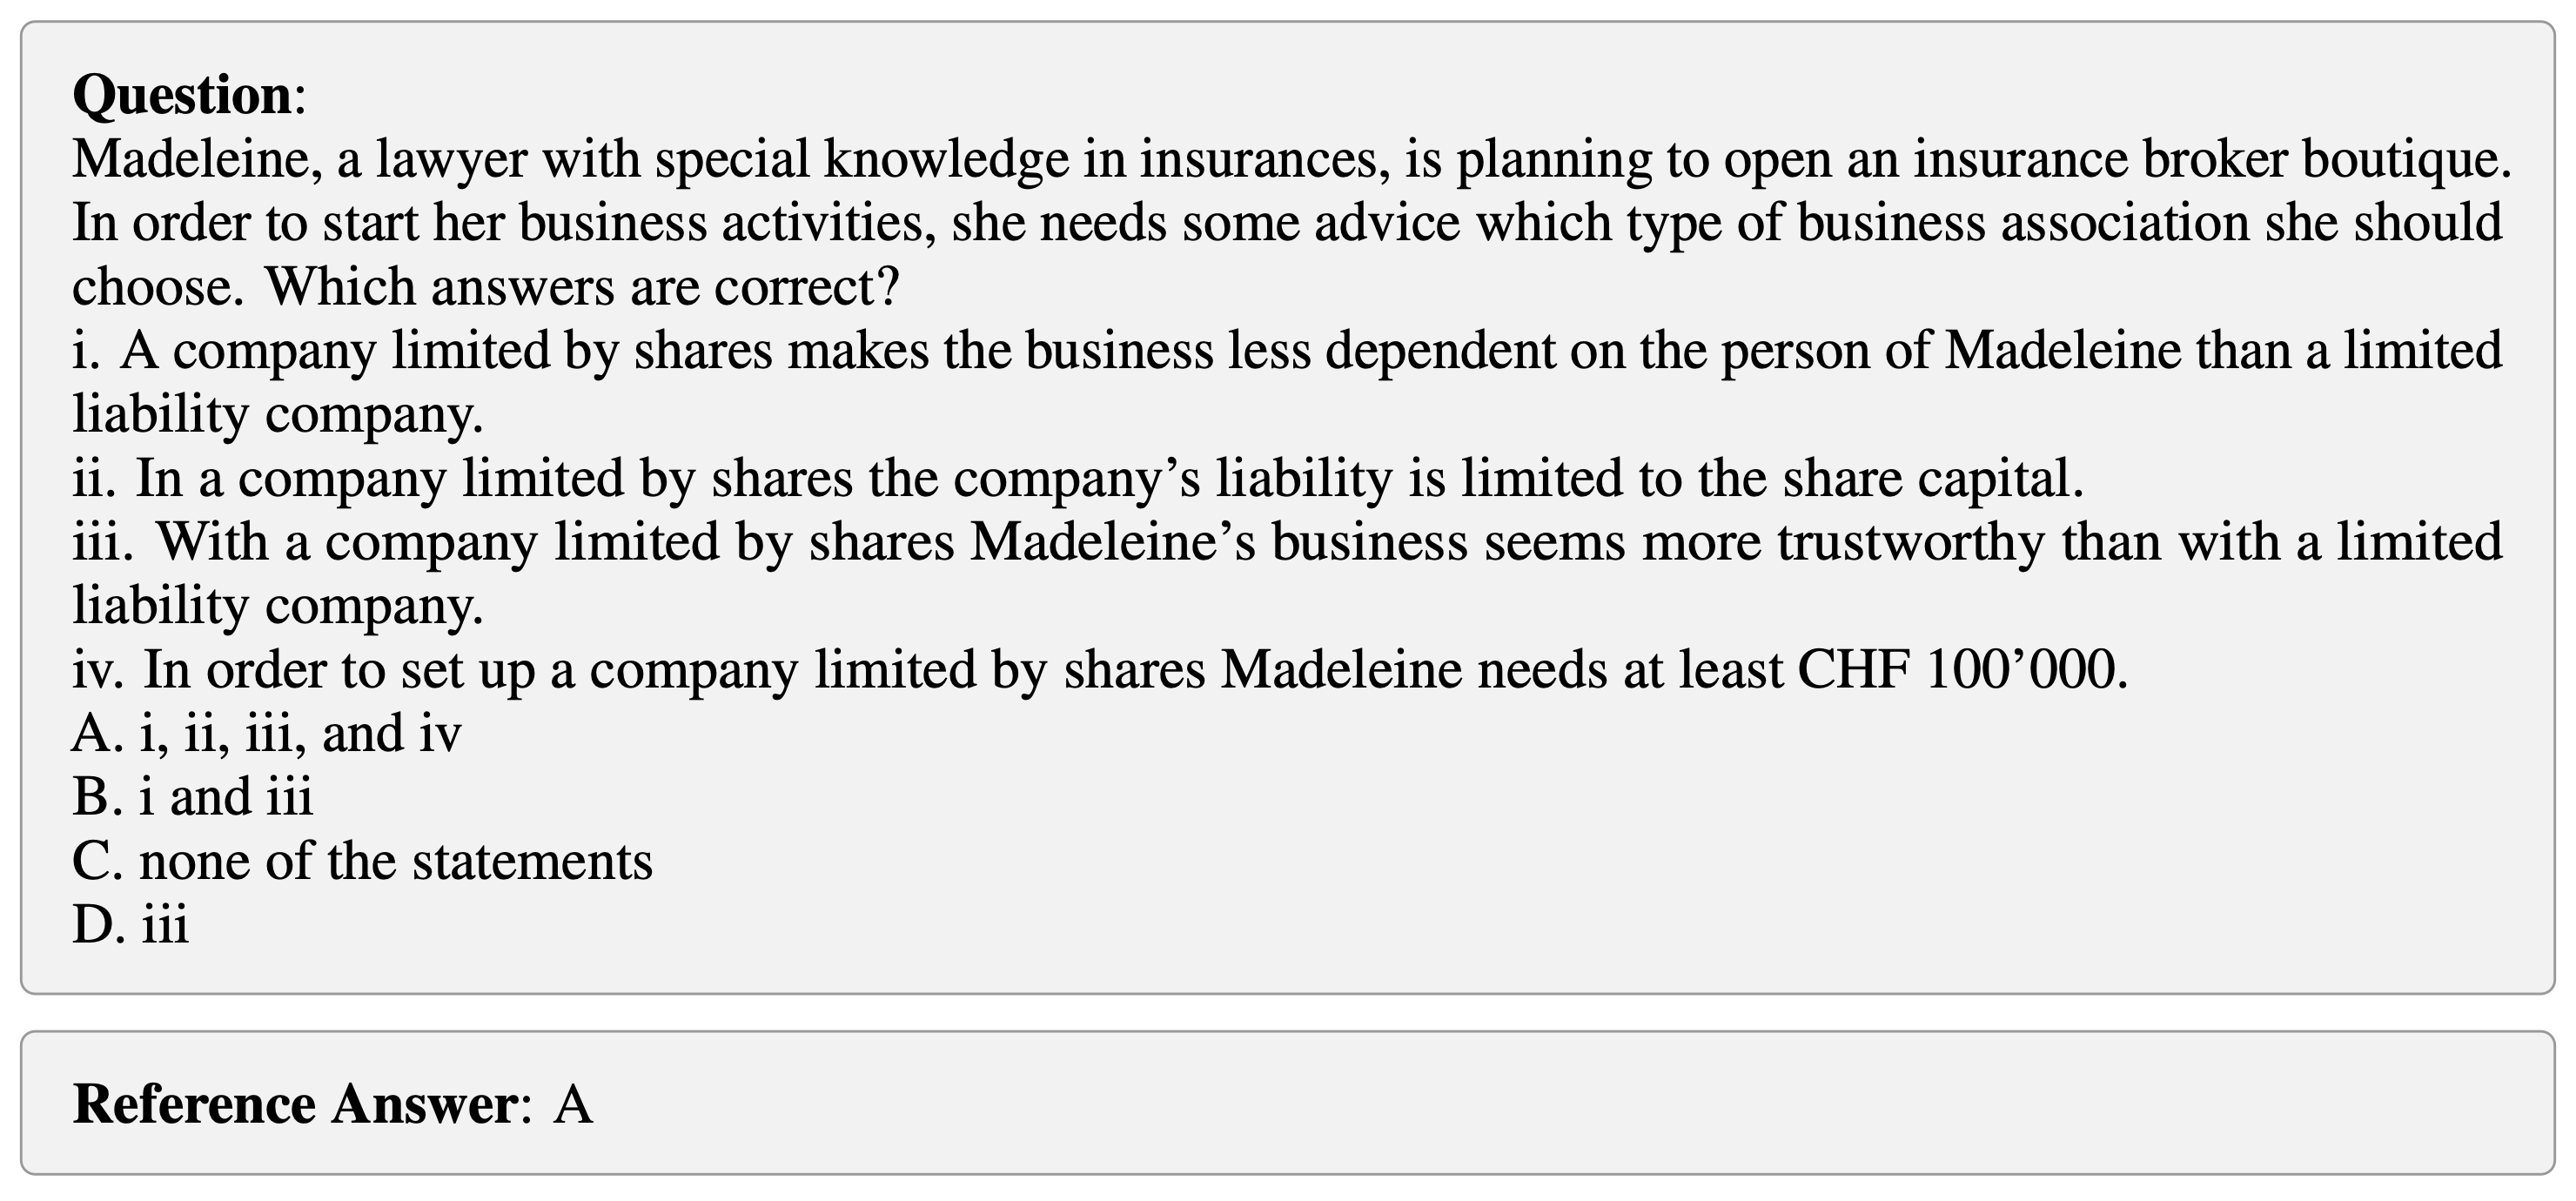 Question:
Madeleine, a lawyer with special knowledge in insurances, is planning to open an insurance broker boutique.
In order to start her business activities, she needs some advice which type of business association she should
choose. Which answers are correct?
i. A company limited by shares makes the business less dependent on the person of Madeleine than a limited
liability company.
ii. In a company limited by shares the company’s liability is limited to the share capital.
iii. With a company limited by shares Madeleine’s business seems more trustworthy than with a limited
liability company.
iv. In order to set up a company limited by shares Madeleine needs at least CHF 100’000.
A. i, ii, iii, and iv
B. i and iii
C. none of the statements
D. iii
Reference Answer: A